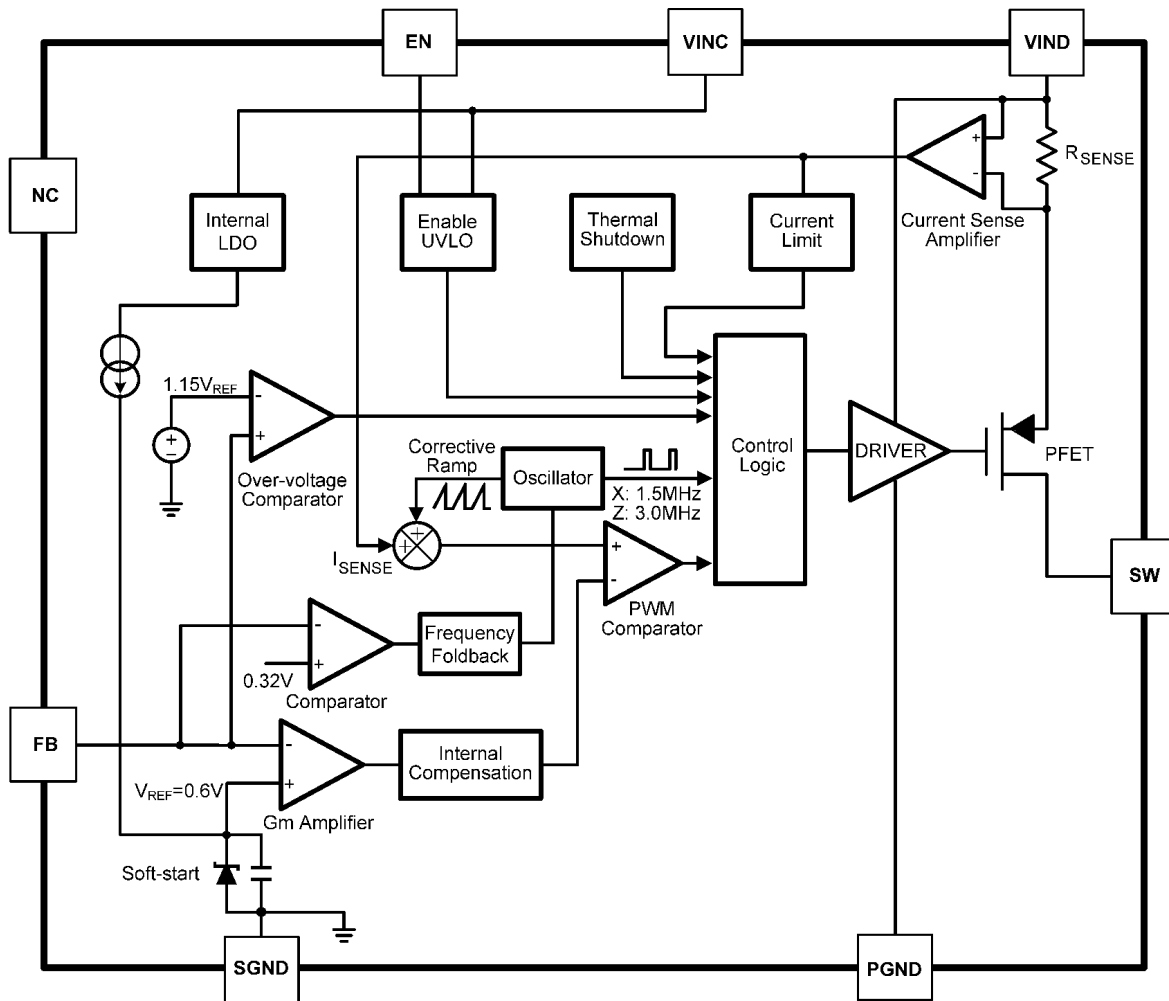 EN
VINC
VIND
NC
Internal
LDO
Enable
UVLO
Thermal
Shutdown
Current
Limit
+
-
Current Sense
Amplifier
RSENSE
1.15VREF
-
+
+
-
Over-voltage
Comparator
Corrective
Ramp
Oscillator
X: 1.5MHz
Z: 3.0MHz
Control
Logic
DRIVER
PFET
+
+
ISENSE
+
-
PWM
Comparator
SW
-
+
0.32V
Comparator
Frequency
Foldback
FB
-
+
VREF=0.6V
Gm Amplifier
Internal
Compensation
Soft-start
SGND
PGND